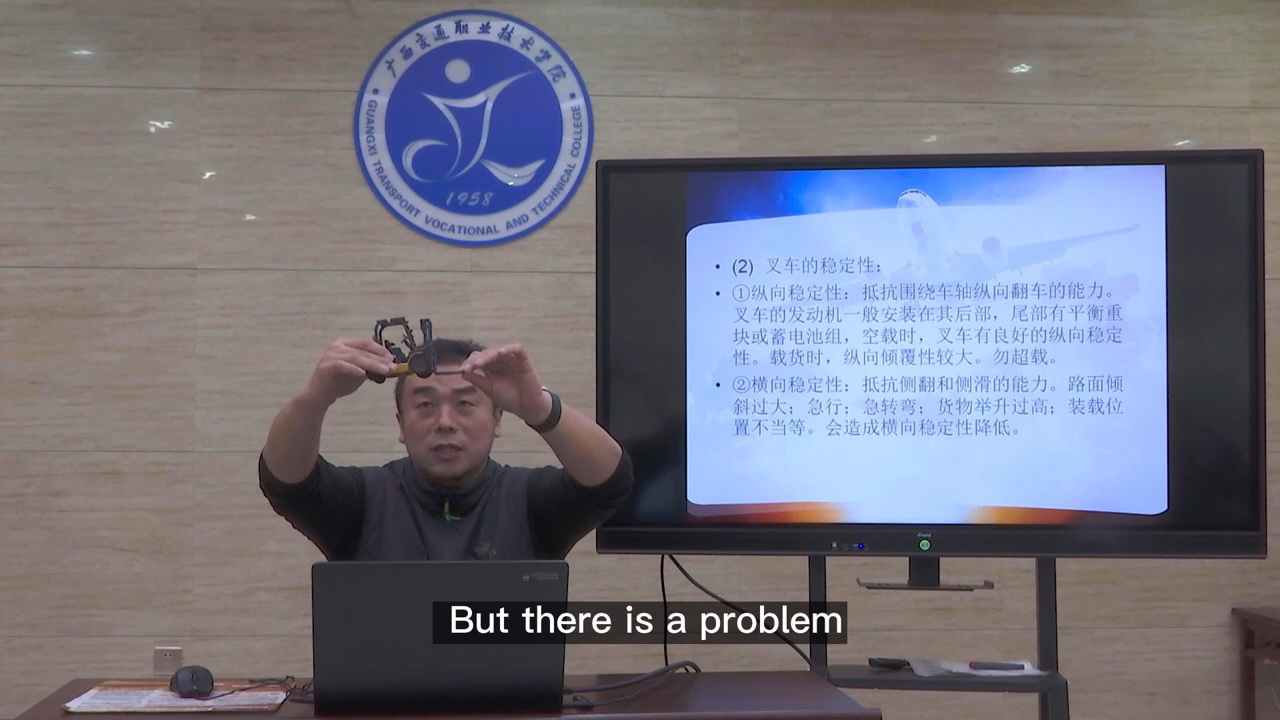 广西交通职业技术学院
GUANGXI TRANSPORT VOCATIONAL AND TECHNICAL COLLEGE
1958
• (2) 叉车的稳定性：
• ①纵向稳定性：抵抗围绕车轴纵向翻车的能力。
叉车的发动机一般安装在其后部，尾部有平衡重
块或蓄电池组，空载时，叉车有良好的纵向稳定
性。载货时，纵向倾覆性较大。勿超载。
• ②横向稳定性：抵抗侧翻和侧滑的能力。路面倾
斜过大；急行；急转弯；货物举升过高；装载位
置不当等。会造成横向稳定性降低。
But there is a problem